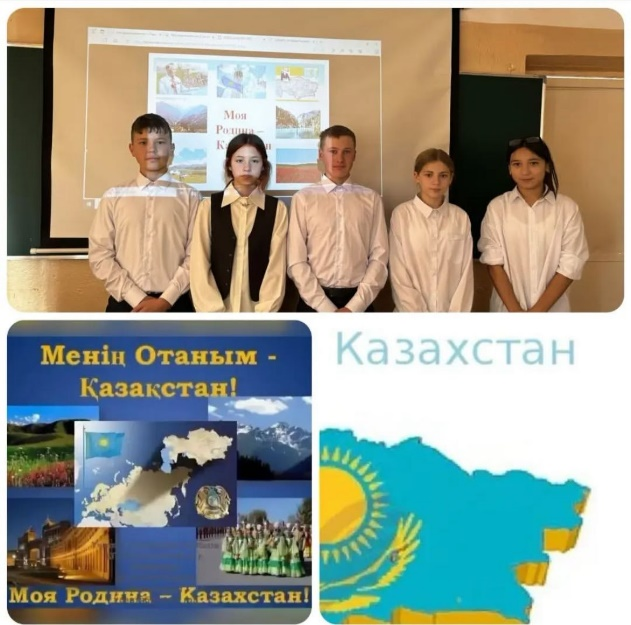 Моя
Родина –
Менің Отаным -
Қазақстан!
Моя Родина – Казахстан!
Казахстан